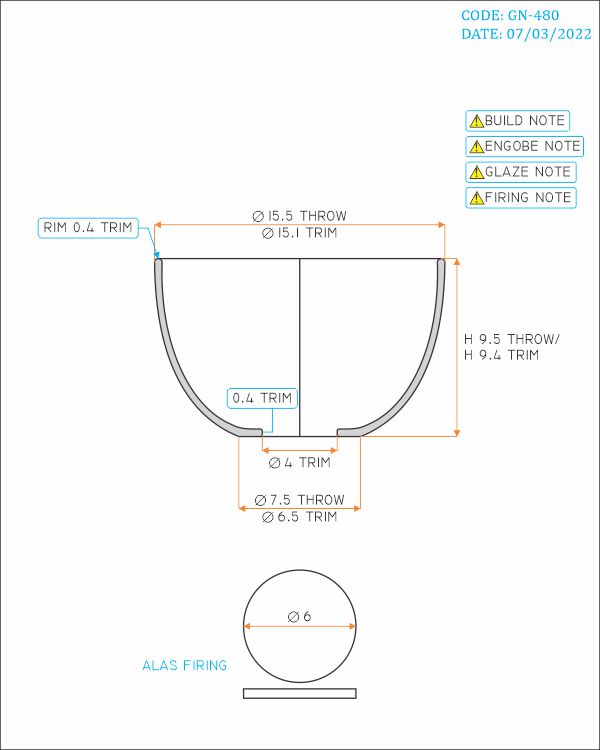 CODE: GN-480
DATE: 07/03/2022
BUILD NOTE
ENGOBE NOTE
GLAZE NOTE
FIRING NOTE
Ø 15.5 THROW
Ø 15.1 TRIM
RIM 0.4 TRIM
H 9.5 THROW/
H 9.4 TRIM
0.4 TRIM
Ø 4 TRIM
Ø 7.5 THROW
Ø 6.5 TRIM
Ø 6
ALAS FIRING